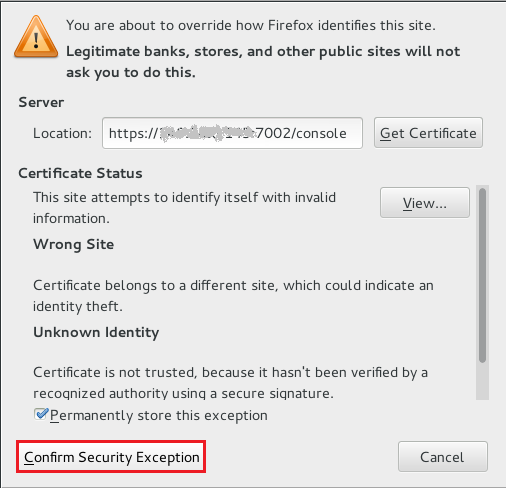 You are about to override how Firefox identifies this site.
Legitimate banks, stores, and other public sites will not
ask you to do this.
Server
Location: https:// :7002/console Get Certificate
Certificate Status
This site attempts to identify itself with invalid
information.
View...
Wrong Site
Certificate belongs to a different site, which could indicate an
identity theft.
Unknown Identity
Certificate is not trusted, because it hasn't been verified by a
recognized authority using a secure signature.
Permanently store this exception
Confirm Security Exception Cancel